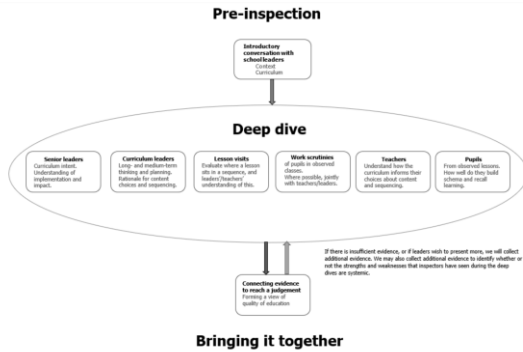 Pre-inspection
Introductory
conversation with
school leaders
Context
Curriculum
Deep dive
Senior leaders
Curriculum intent.
Understanding of
implementation and
impact.
Curriculum leaders
Long- and medium-term
thinking and planning.
Rationale for content
choices and sequencing.
Lesson visits
Evaluate where a lesson
sits in a sequence, and
leaders'/teachers'
understanding of this.
Work scrutinies
of pupils in observed
classes.
Where possible, jointly
with teachers/leaders.
Teachers
Understand how the
curriculum informs their
choices about content
and sequencing.
Pupils
From observed lessons.
How well do they build
schema and recall
learning.
If there is insufficient evidence, or if leaders wish to present more, we will collect
additional evidence. We may also collect additional evidence to identify whether or
not the strengths and weaknesses that inspectors have seen during the deep
dives are systemic.
Connecting evidence
to reach a judgement
Forming a view of
quality of education
Bringing it together